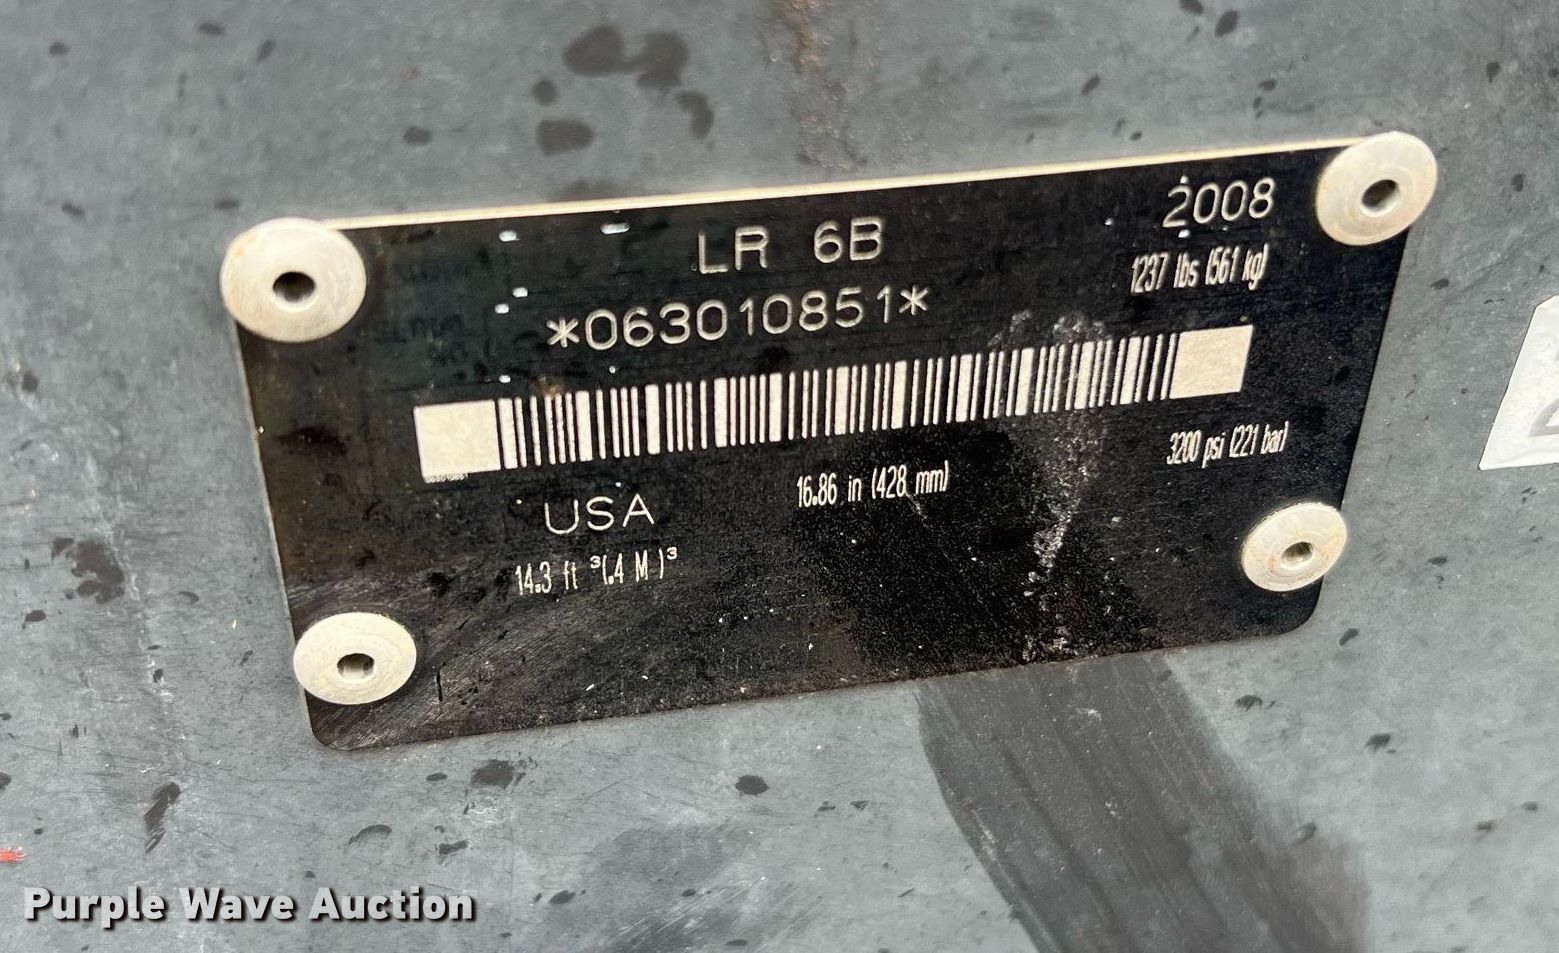 2008
LR 6B
1237 lbs (561 kg)
*063010851*
3200 psi (221 bar)
16.86 in (428 mm)
USA
14.3 ft ³(.4 M )³
Purple Wave Auction